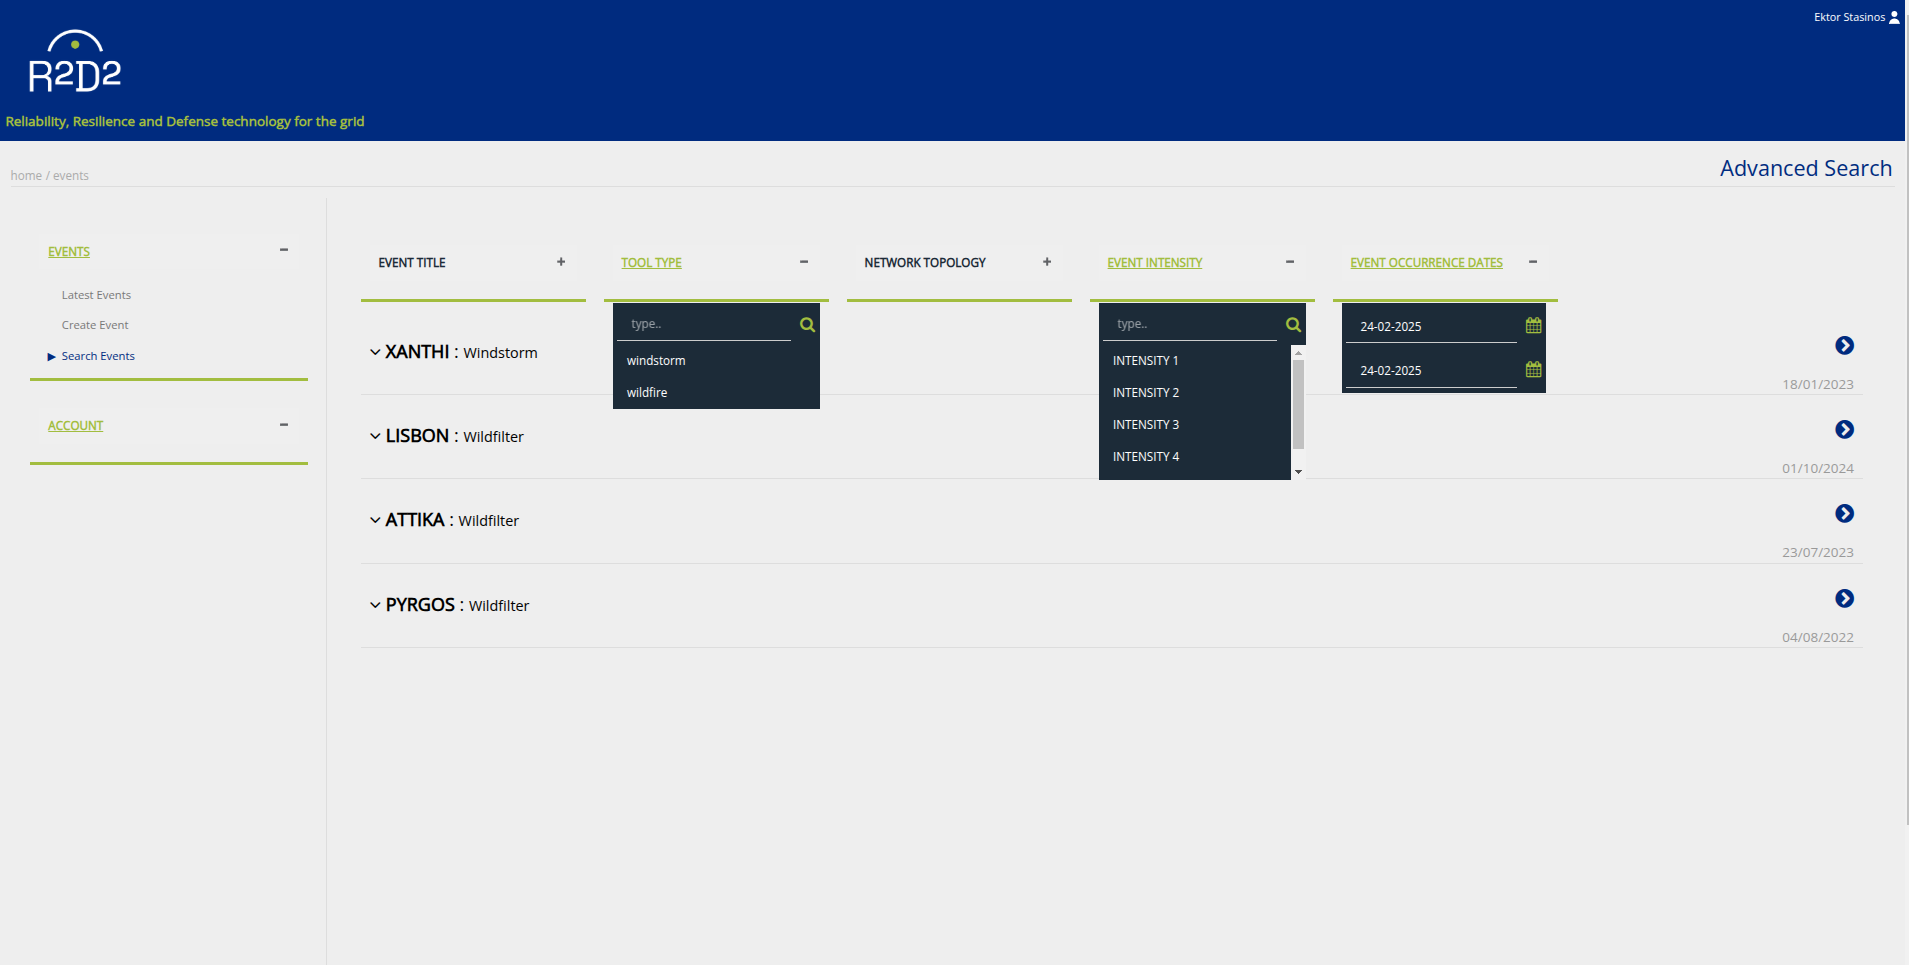 Ektor Stasinos
R2D2
Reliability, Resilience and Defense technology for the grid
home / events
Advanced Search
EVENTS
Latest Events
Create Event
Search Events
ACCOUNT
EVENT TITLE
TOOL TYPE
NETWORK TOPOLOGY
EVENT INTENSITY
EVENT OCCURRENCE DATES
type..
windstorm
wildfire
type..
INTENSITY 1
INTENSITY 2
INTENSITY 3
INTENSITY 4
24-02-2025
24-02-2025
XANTHI : Windstorm
18/01/2023
LISBON : Wildfilter
01/10/2024
ATTIKA : Wildfilter
23/07/2023
PYRGOS : Wildfilter
04/08/2022